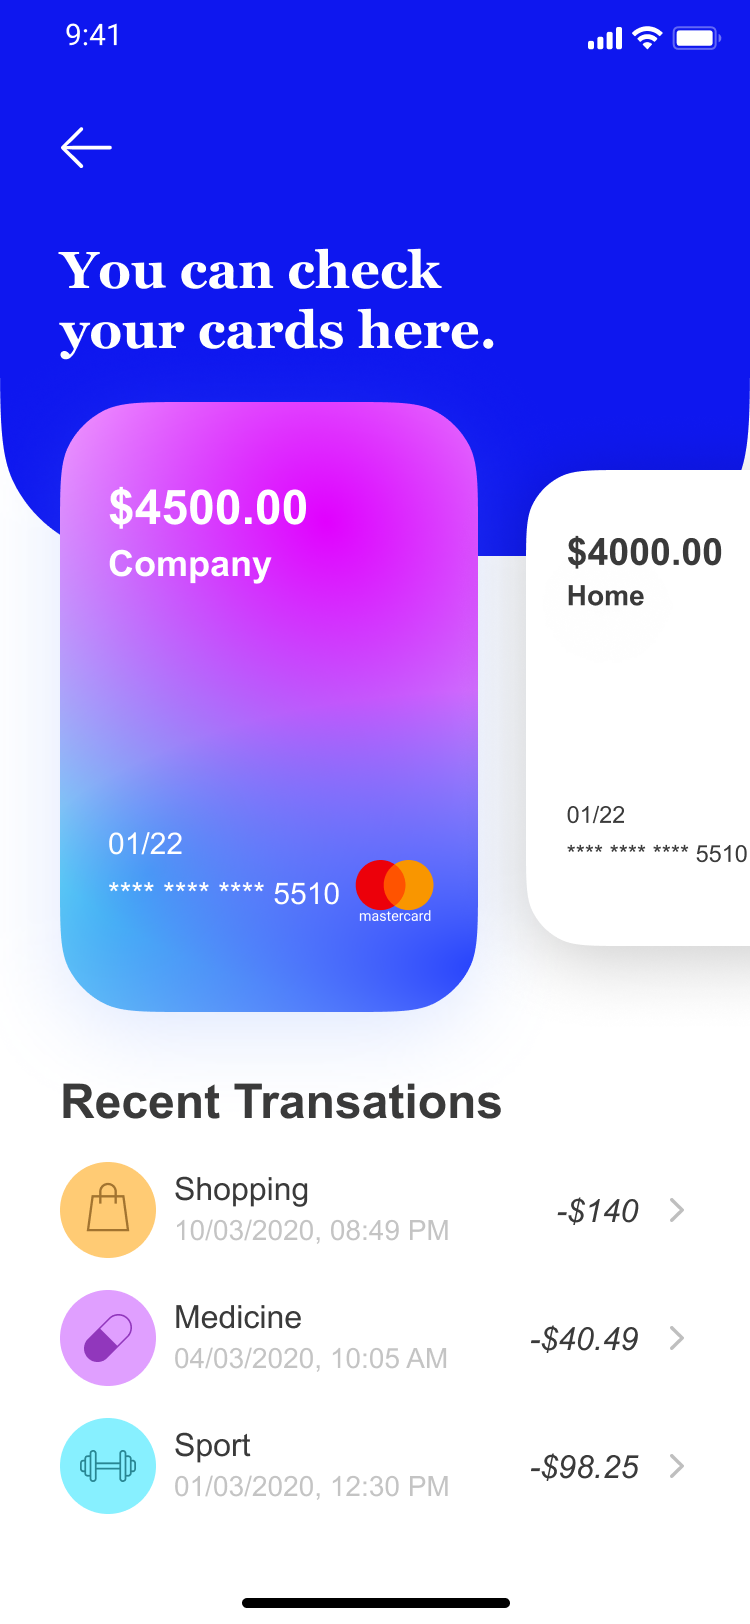 9:41
You can check
your cards here.
$4500.00
Company
01/22
**** **** **** 5510
mastercard
$4000.00
Home
01/22
**** **** **** 5510
Recent Transations
Shopping
10/03/2020, 08:49 PM
-$140
Medicine
04/03/2020, 10:05 AM
-$40.49
Sport
01/03/2020, 12:30 PM
-$98.25